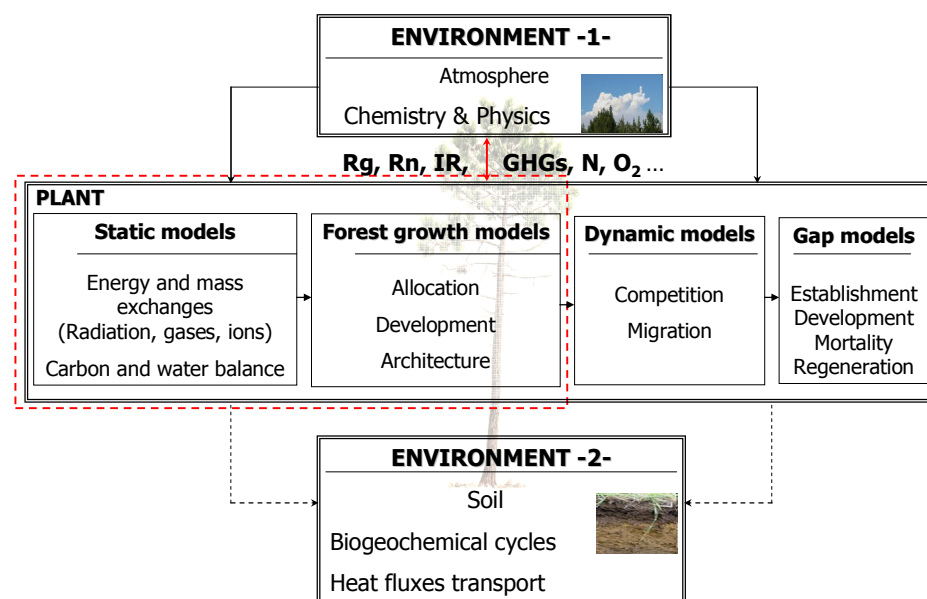 ENVIRONMENT -1-
Atmosphere
Chemistry & Physics
Rg, Rn, IR, GHGs, N, O₂ ...
PLANT
Static models
Energy and mass
exchanges
(Radiation, gases, ions)
Carbon and water balance
Forest growth models
Allocation
Development
Architecture
Dynamic models
Competition
Migration
Gap models
Establishment
Development
Mortality
Regeneration
ENVIRONMENT -2-
Soil
Biogeochemical cycles
Heat fluxes transport